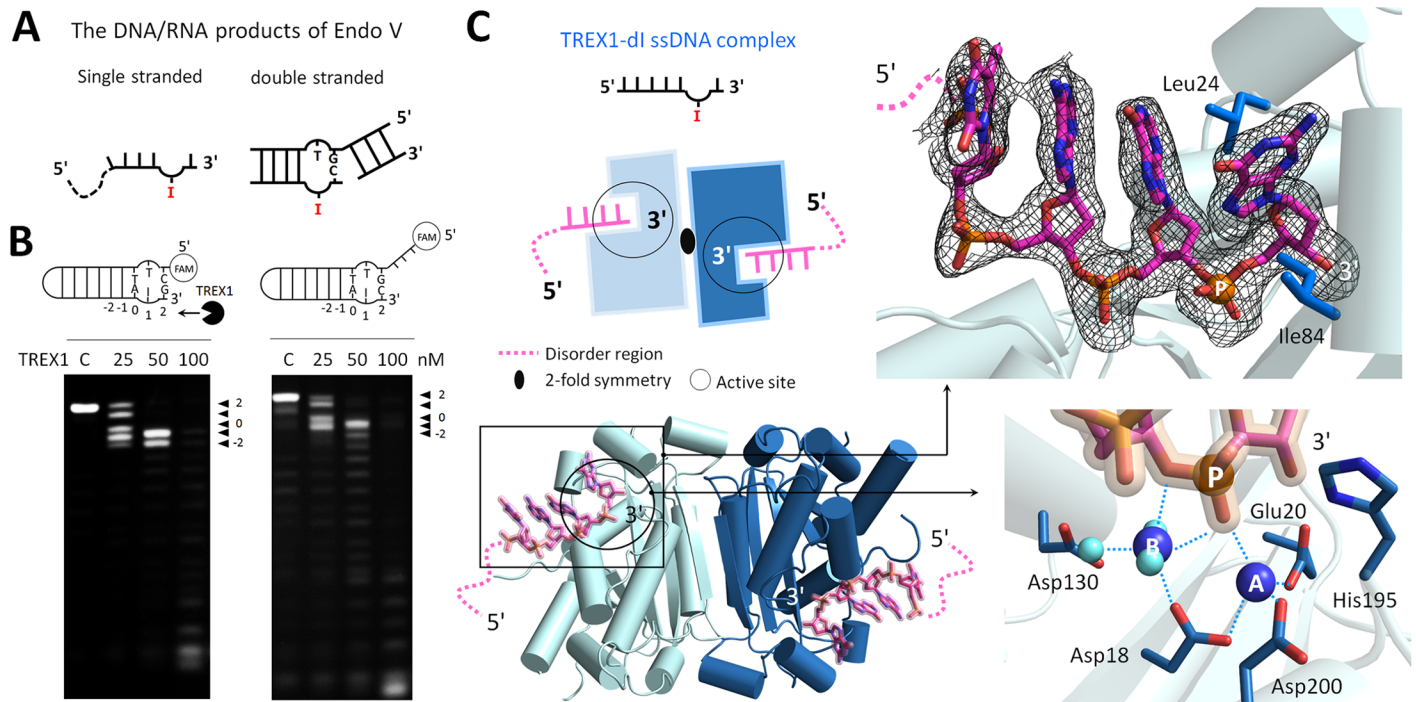 A
The DNA/RNA products of Endo V
Single stranded
double stranded
5'
3'
I
5'
3'
T
G
C
I
B
5'
FAM
T
T
C
A
T
G
I
3'
-2
-1
0
1
2
TREX1
FAM
5'
T
T
G
A
T
C
I
3'
-2
-1
0
1
2
TREX1
C
25
50
100
C
25
50
100
nM
2
0
-2
2
0
-2
C
TREX1-dI ssDNA complex
5'
3'
I
3'
5'
5'
3'
Disorder region
2-fold symmetry
Active site
3'
5'
5'
3'
5'
Leu24
3'
P
Ile84
3'
P
Glu20
B
Asp130
A
His195
Asp18
Asp200